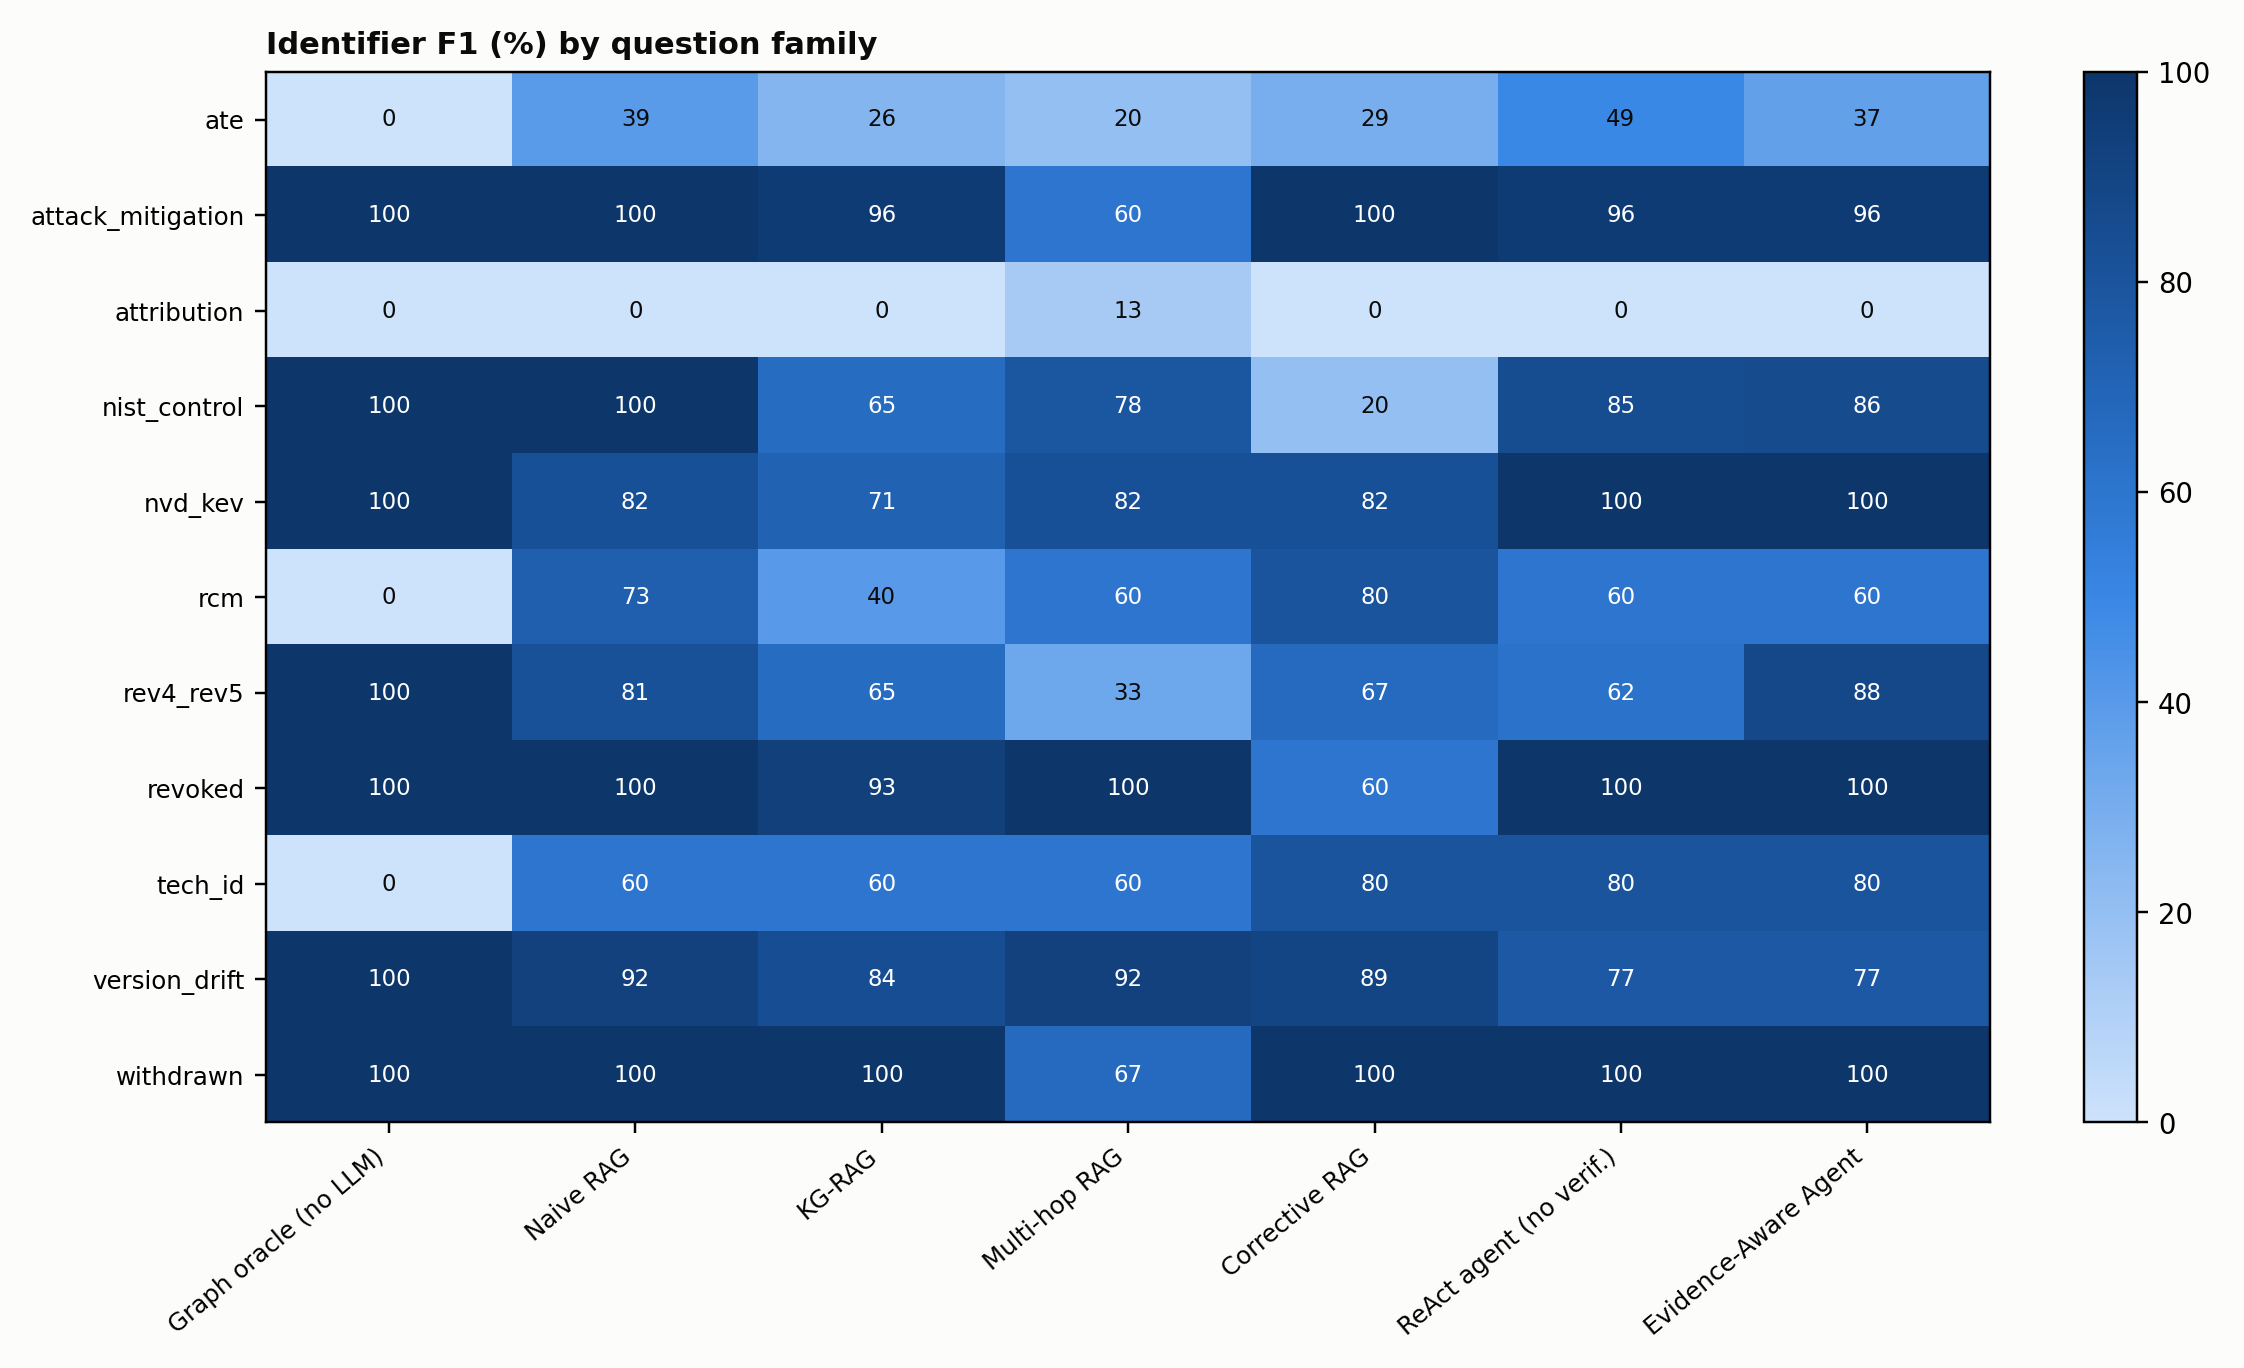 Identifier F1 (%) by question family
ate 0 39 26 20 29 49 37
attack_mitigation 100 100 96 60 100 96 96
attribution 0 0 0 13 0 0 0
nist_control 100 100 65 78 20 85 86
nvd_kev 100 82 71 82 82 100 100
rcm 0 73 40 60 80 60 60
rev4_rev5 100 81 65 33 67 62 88
revoked 100 100 93 100 60 100 100
tech_id 0 60 60 60 80 80 80
version_drift 100 92 84 92 89 77 77
withdrawn 100 100 100 67 100 100 100
Graph oracle (no LLM)
Naive RAG
KG-RAG
Multi-hop RAG
Corrective RAG
ReAct agent (no verif.)
Evidence-Aware Agent
100
80
60
40
20
0